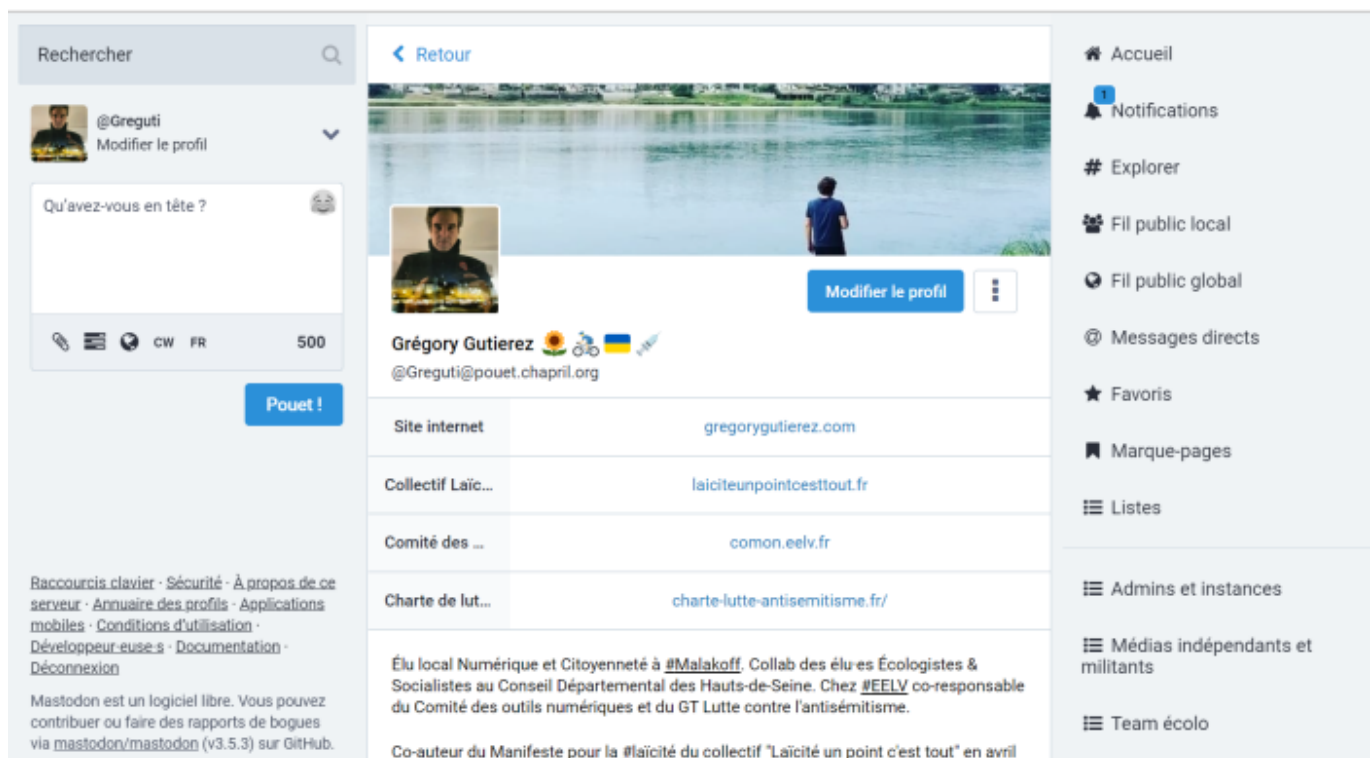 Rechercher
@Greguti
Modifier le profil
Qu'avez-vous en tête ?
CW FR 500
Pouet !
Raccourcis clavier · Sécurité · À propos de ce
serveur · Annuaire des profils · Applications
mobiles · Conditions d'utilisation ·
Développeur·euse·s · Documentation ·
Déconnexion
Mastodon est un logiciel libre. Vous pouvez
contribuer ou faire des rapports de bogues
via mastodon/mastodon (v3.5.3) sur GitHub.
Retour
Modifier le profil
Grégory Gutierez
@Greguti@pouet.chapril.org
Site internet gregorygutierez.com
Collectif Laïc... laiciteunpointcesttout.fr
Comité des ... comon.eelv.fr
Charte de lut... charte-lutte-antisemitisme.fr/
Élu local Numérique et Citoyenneté à #Malakoff. Collab des élu·es Écologistes &
Socialistes au Conseil Départemental des Hauts-de-Seine. Chez #EELV co-responsable
du Comité des outils numériques et du GT Lutte contre l'antisémitisme.
Co-auteur du Manifeste pour la #laïcité du collectif "Laïcité un point c'est tout" en avril
Accueil
1
Notifications
# Explorer
Fil public local
Fil public global
@ Messages directs
Favoris
Marque-pages
Listes
Admins et instances
Médias indépendants et
militants
Team écolo